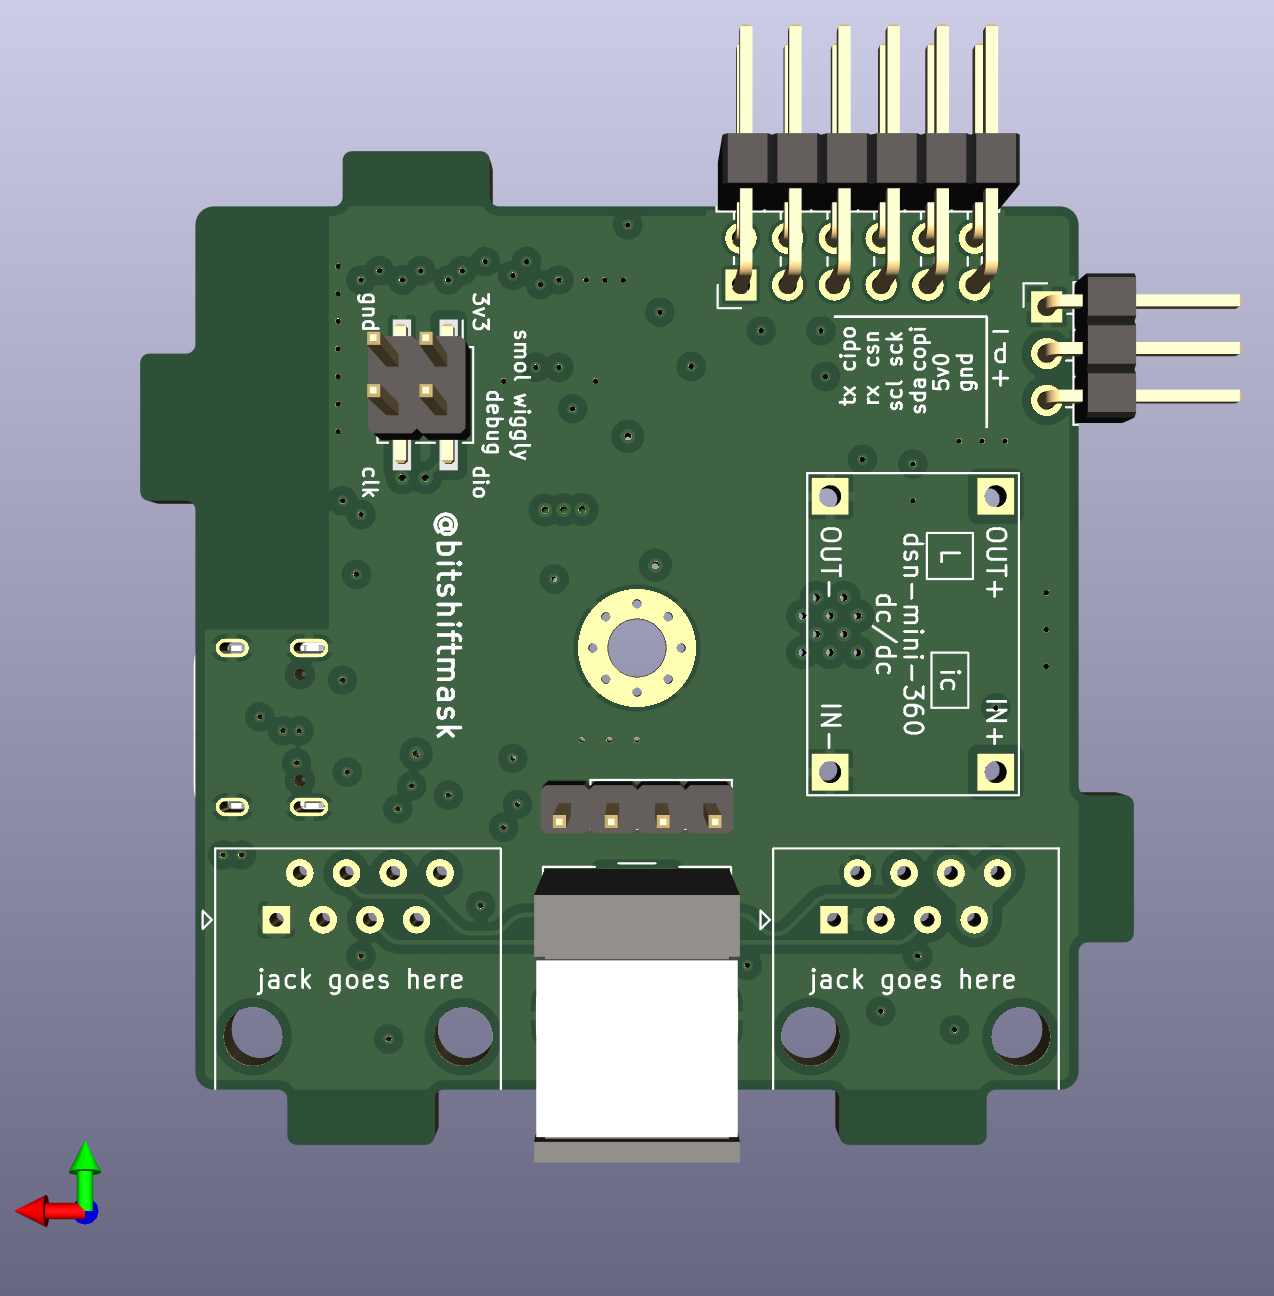 gnd
3v3
smol wiggly
debug
clk
dio
@bitshiftmask
tx cipo
rx csn
scl sck
sda copi
5v0
gnd
+ d -
OUT-
OUT+
L
dsn-mini-360
dc/dc
ic
IN-
IN+
jack goes here
jack goes here